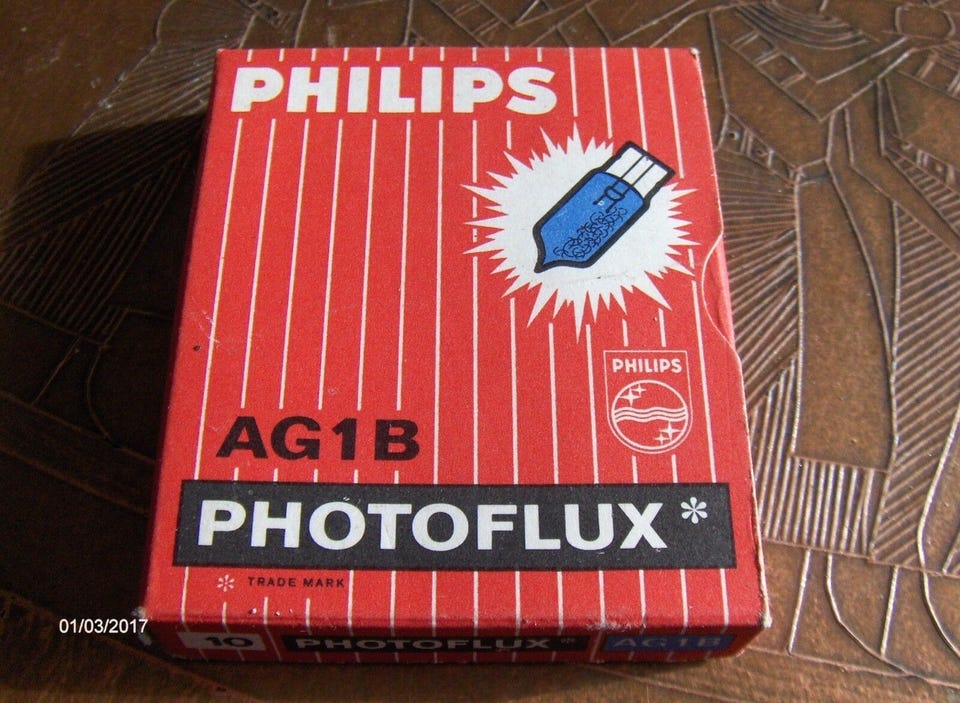 PHILIPS
PHILIPS
AG1B
PHOTOFLUX *
* TRADE MARK
01/03/2017
10 PHOTOFLUX * AG1B